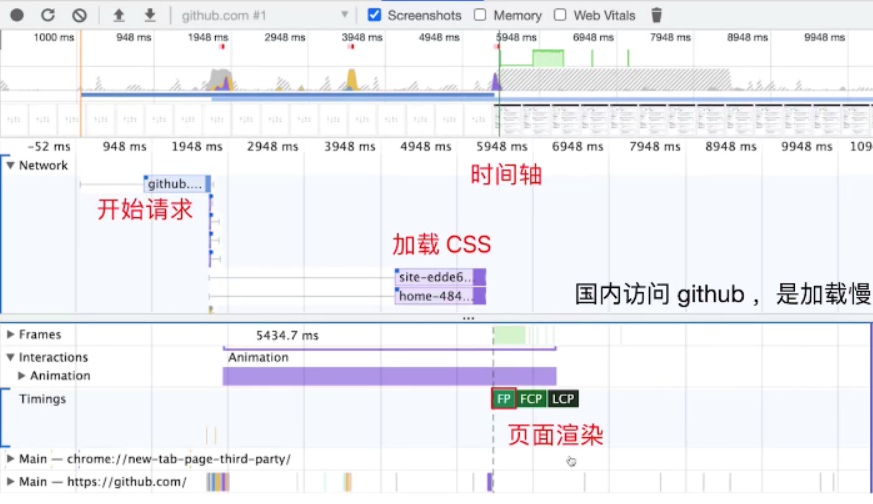 github.com #1 Screenshots Memory Web Vitals
1000 ms 948 ms 1948 ms 2948 ms 3948 ms 4948 ms 5948 ms 6948 ms 7948 ms 8948 ms 9948 ms
-52 ms 948 ms 1948 ms 2948 ms 3948 ms 4948 ms 5948 ms 6948 ms 7948 ms 8948 ms 9948 ms 109
Network
时间轴
github....
开始请求
加载 CSS
site-edde6...
home-484...
国内访问 github ，是加载慢
...
Frames 5434.7 ms
Interactions Animation
Animation
Timings FP FCP LCP
页面渲染
Main — chrome://new-tab-page-third-party/
Main — https://github.com/